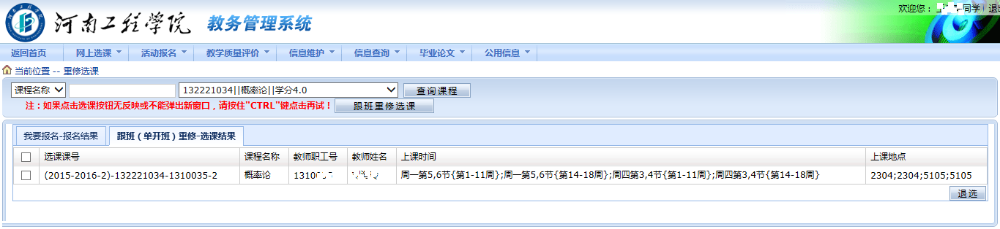 欢迎您： 同学 退出
河南工程学院 教务管理系统
返回首页 网上选课 活动报名 教学质量评价 信息维护 信息查询 毕业论文 公用信息
当前位置 -- 重修选课
课程名称 132221034||概率论||学分4.0 查询课程
注：如果点击选课按钮无反映或不能弹出新窗口，请按住"CTRL"键点击再试！ 跟班重修选课
我要报名-报名结果 跟班（单开班）重修-选课结果
选课课号 课程名称 教师职工号 教师姓名 上课时间 上课地点
(2015-2016-2)-132221034-1310035-2 概率论 1310 周一第5,6节{第1-11周};周一第5,6节{第14-18周};周四第3,4节{第1-11周};周四第3,4节{第14-18周} 2304;2304;5105;5105
退选